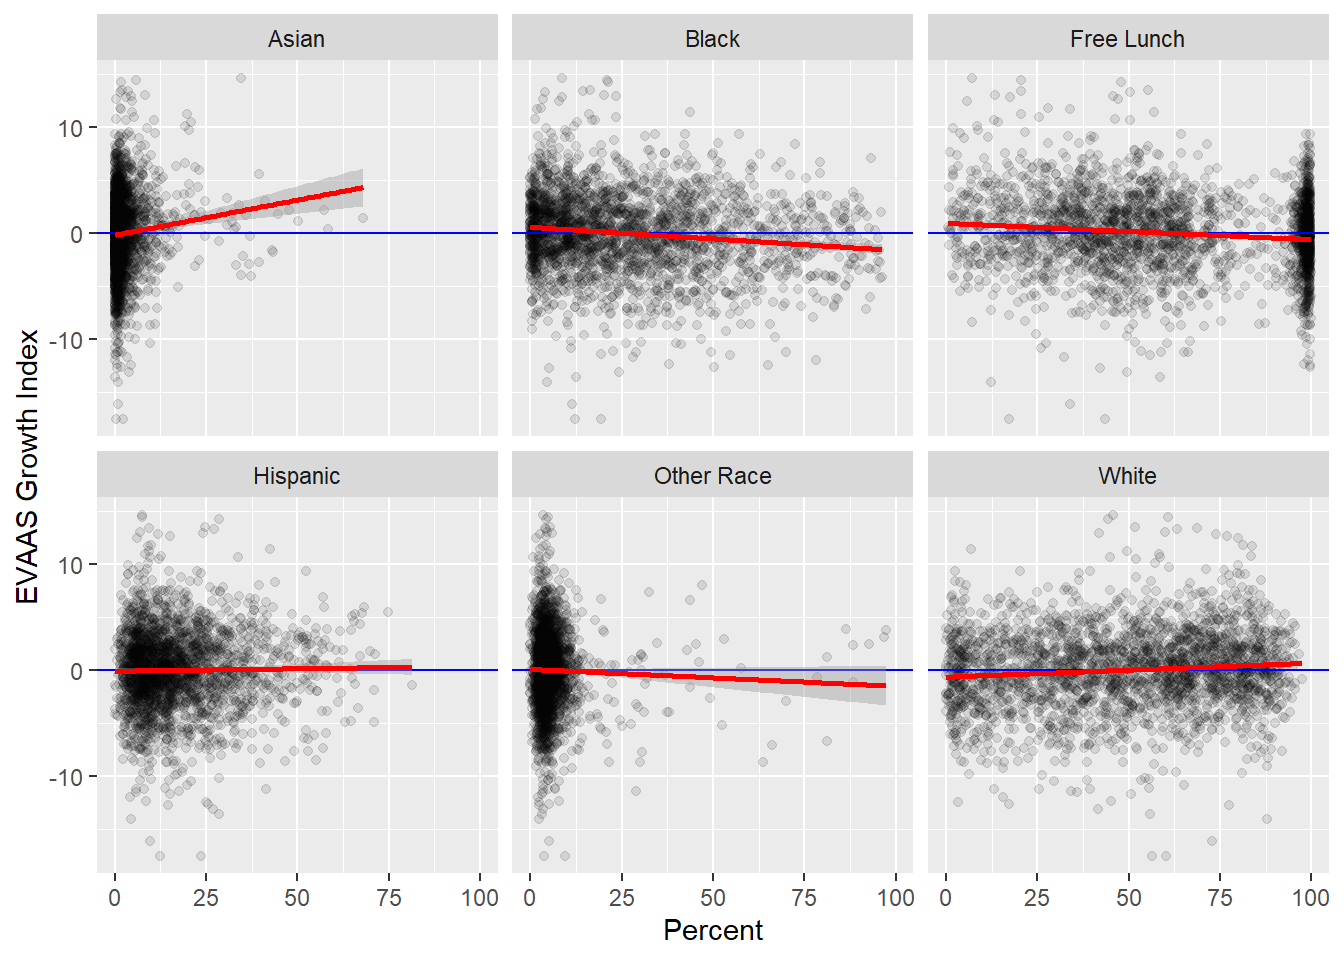 Asian
Black
Free Lunch
10
0
-10
Hispanic
Other Race
White
10
0
-10
0 25 50 75 100
0 25 50 75 100
0 25 50 75 100
Percent
EVAAS Growth Index